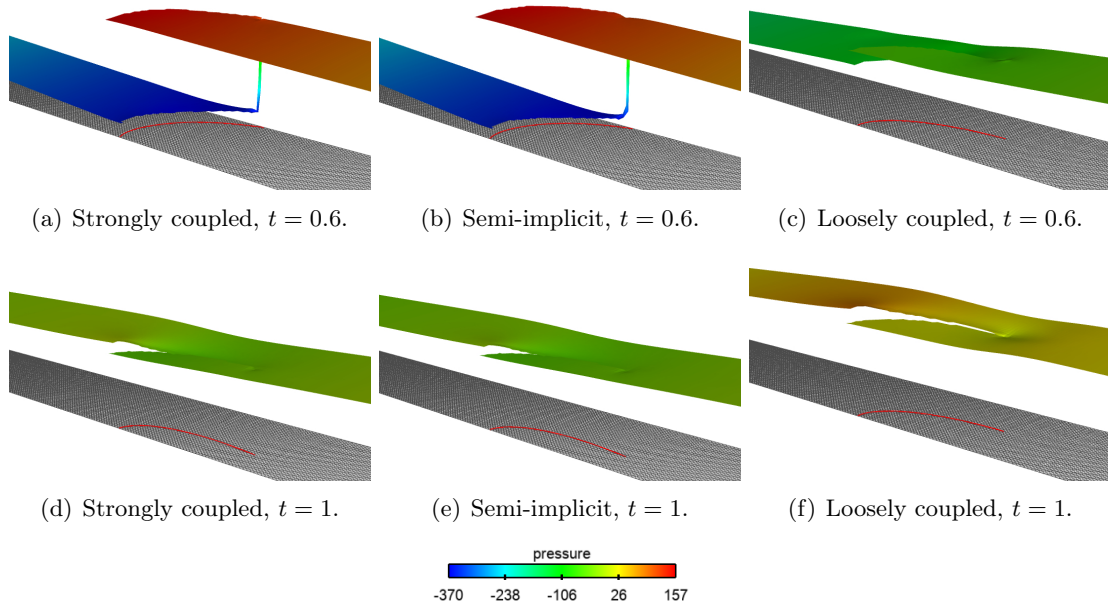 (a) Strongly coupled, t = 0.6.
(b) Semi-implicit, t = 0.6.
(c) Loosely coupled, t = 0.6.
(d) Strongly coupled, t = 1.
(e) Semi-implicit, t = 1.
(f) Loosely coupled, t = 1.
pressure
-370 -238 -106 26 157